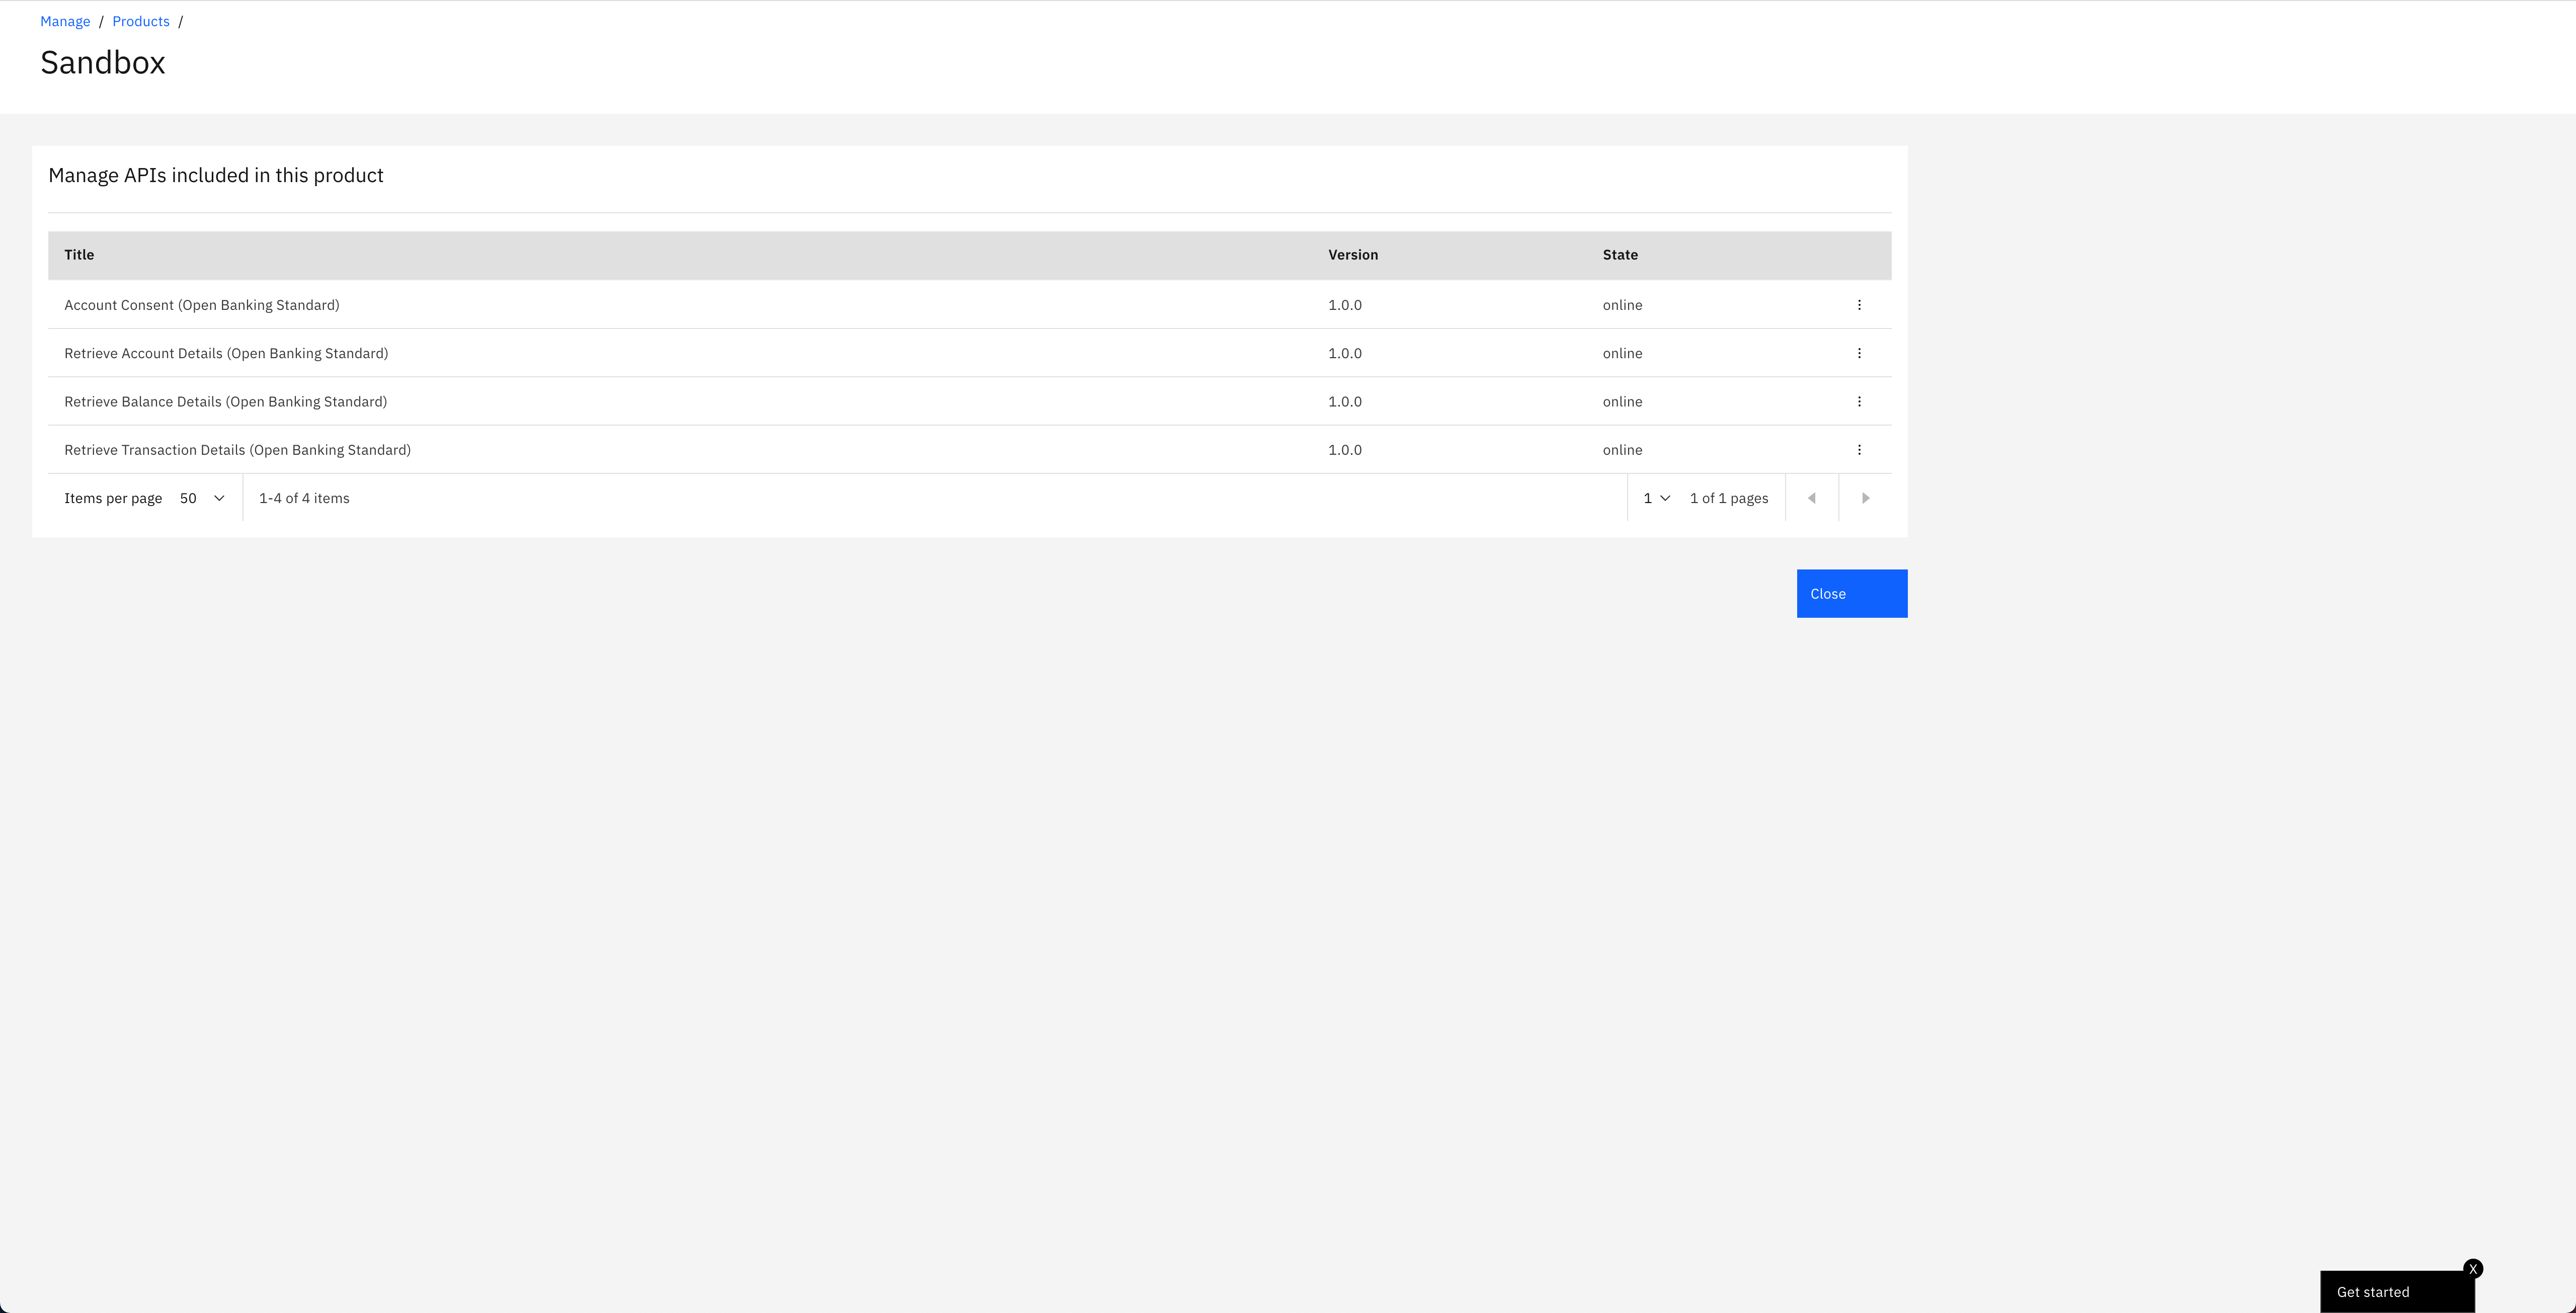 Manage / Products /
Sandbox
Manage APIs included in this product
Title Version State
Account Consent (Open Banking Standard) 1.0.0 online
Retrieve Account Details (Open Banking Standard) 1.0.0 online
Retrieve Balance Details (Open Banking Standard) 1.0.0 online
Retrieve Transaction Details (Open Banking Standard) 1.0.0 online
Items per page 50 1-4 of 4 items 1 1 of 1 pages
Close
X
Get started